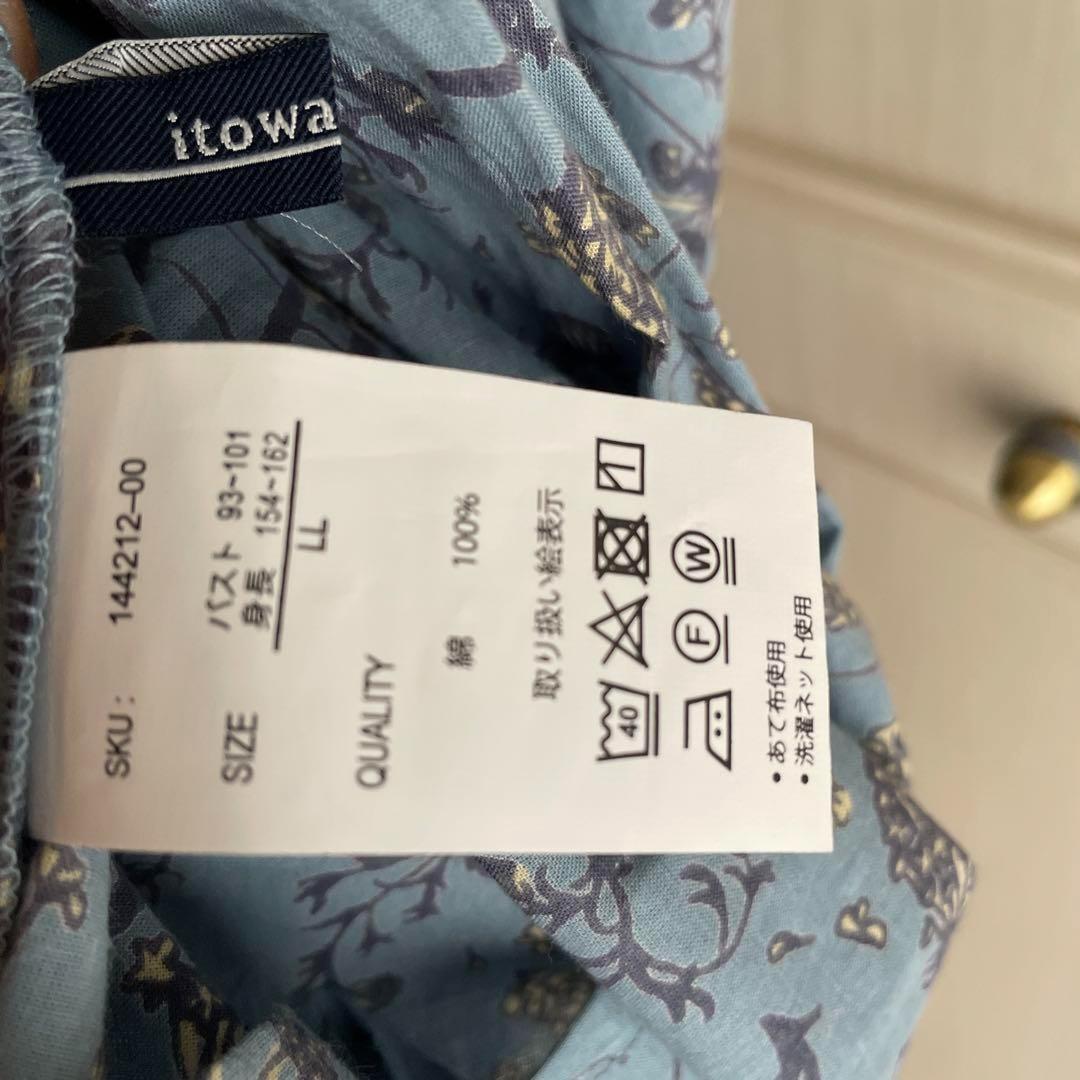 itowa
SKU : 144212-00
SIZE バスト 93~101
身長 154~162
LL
QUALITY
綿 100%
取り扱い絵表示
40
F W
• あて布使用
• 洗濯ネット使用